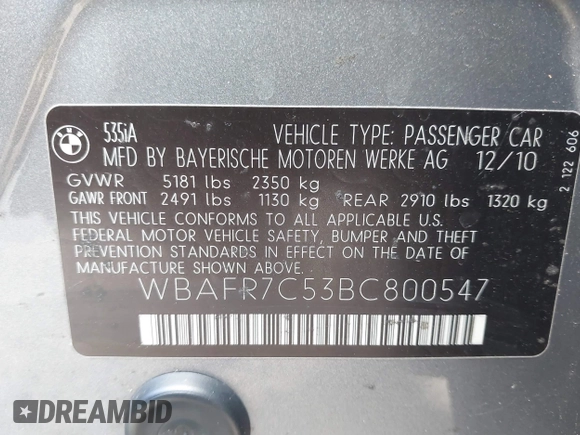 535iA
VEHICLE TYPE: PASSENGER CAR
MFD BY BAYERISCHE MOTOREN WERKE AG 12/10
GVWR 5181 lbs 2350 kg
GAWR FRONT 2491 lbs 1130 kg REAR 2910 lbs 1320 kg
THIS VEHICLE CONFORMS TO ALL APPLICABLE U.S.
FEDERAL MOTOR VEHICLE SAFETY, BUMPER AND THEFT
PREVENTION STANDARDS IN EFFECT ON THE DATE
OF MANUFACTURE SHOWN ABOVE.
WBAFR7C53BC800547
2 122 606
DREAMBID